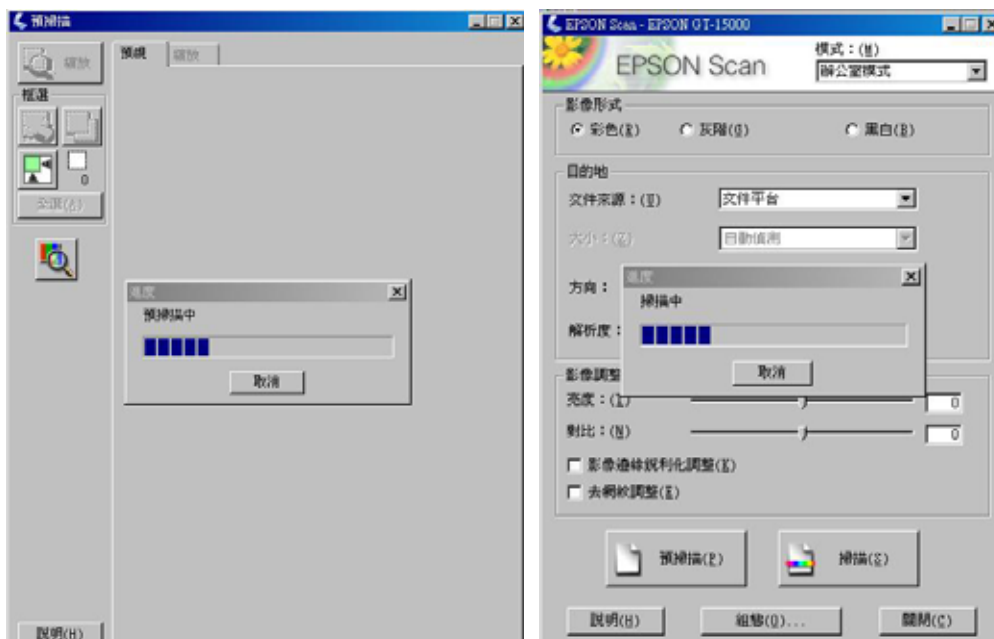 預掃描
縮放
預視 縮放
框選
0
全選(A)
進度
預掃描中
取消
說明(H)
EPSON Scan - EPSON GT-15000
EPSON Scan
模式：(M)
辦公室模式
影像形式
彩色(R) 灰階(G) 黑白(B)
目的地
文件來源：(U) 文件平台
大小：(Z) 自動偵測
方向：
解析度：
進度
掃描中
取消
影像調整
亮度： 0
對比：(N) 0
影像邊緣銳利化調整(K)
去網紋調整(E)
預掃描(P) 掃描(S)
說明(H) 組態(O)... 關閉(C)